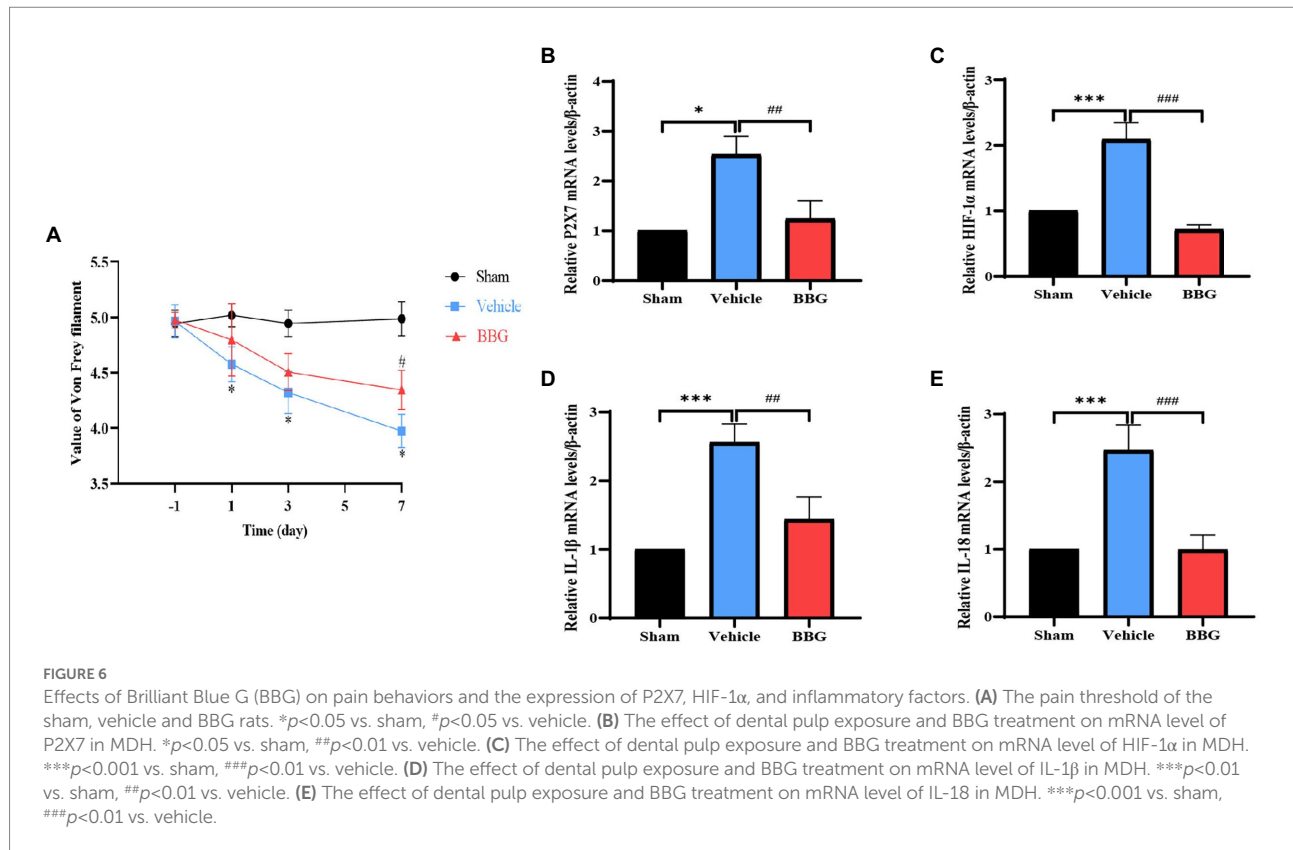 A
Value of Von Frey filament
5.5
5.0
4.5
4.0
3.5
-1 1 3 5 7
Time (day)
*
*
*
#
Sham
Vehicle
BBG
B
Relative P2X7 mRNA levels/β-actin
4
3
2
1
0
* ##
Sham Vehicle BBG
C
Relative HIF-1α mRNA levels/β-actin
3
2
1
0
*** ###
Sham Vehicle BBG
D
Relative IL-1β mRNA levels/β-actin
3
2
1
0
*** ##
Sham Vehicle BBG
E
Relative IL-18 mRNA levels/β-actin
3
2
1
0
*** ###
Sham Vehicle BBG
FIGURE 6
Effects of Brilliant Blue G (BBG) on pain behaviors and the expression of P2X7, HIF-1α, and inflammatory factors. (A) The pain threshold of the
sham, vehicle and BBG rats. *p<0.05 vs. sham, #p<0.05 vs. vehicle. (B) The effect of dental pulp exposure and BBG treatment on mRNA level of
P2X7 in MDH. *p<0.05 vs. sham, ##p<0.01 vs. vehicle. (C) The effect of dental pulp exposure and BBG treatment on mRNA level of HIF-1α in MDH.
***p<0.001 vs. sham, ###p<0.01 vs. vehicle. (D) The effect of dental pulp exposure and BBG treatment on mRNA level of IL-1β in MDH. ***p<0.01
vs. sham, ##p<0.01 vs. vehicle. (E) The effect of dental pulp exposure and BBG treatment on mRNA level of IL-18 in MDH. ***p<0.001 vs. sham,
###p<0.01 vs. vehicle.